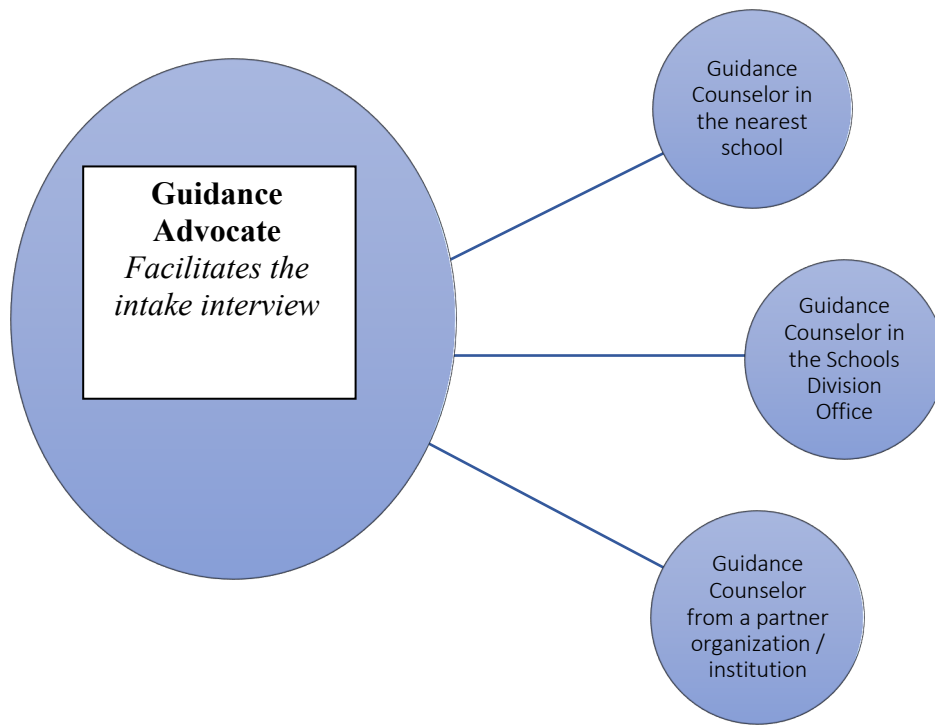 Guidance
Advocate
Facilitates the
intake interview
Guidance
Counselor in
the nearest
school
Guidance
Counselor in
the Schools
Division
Office
Guidance
Counselor
from a partner
organization /
institution